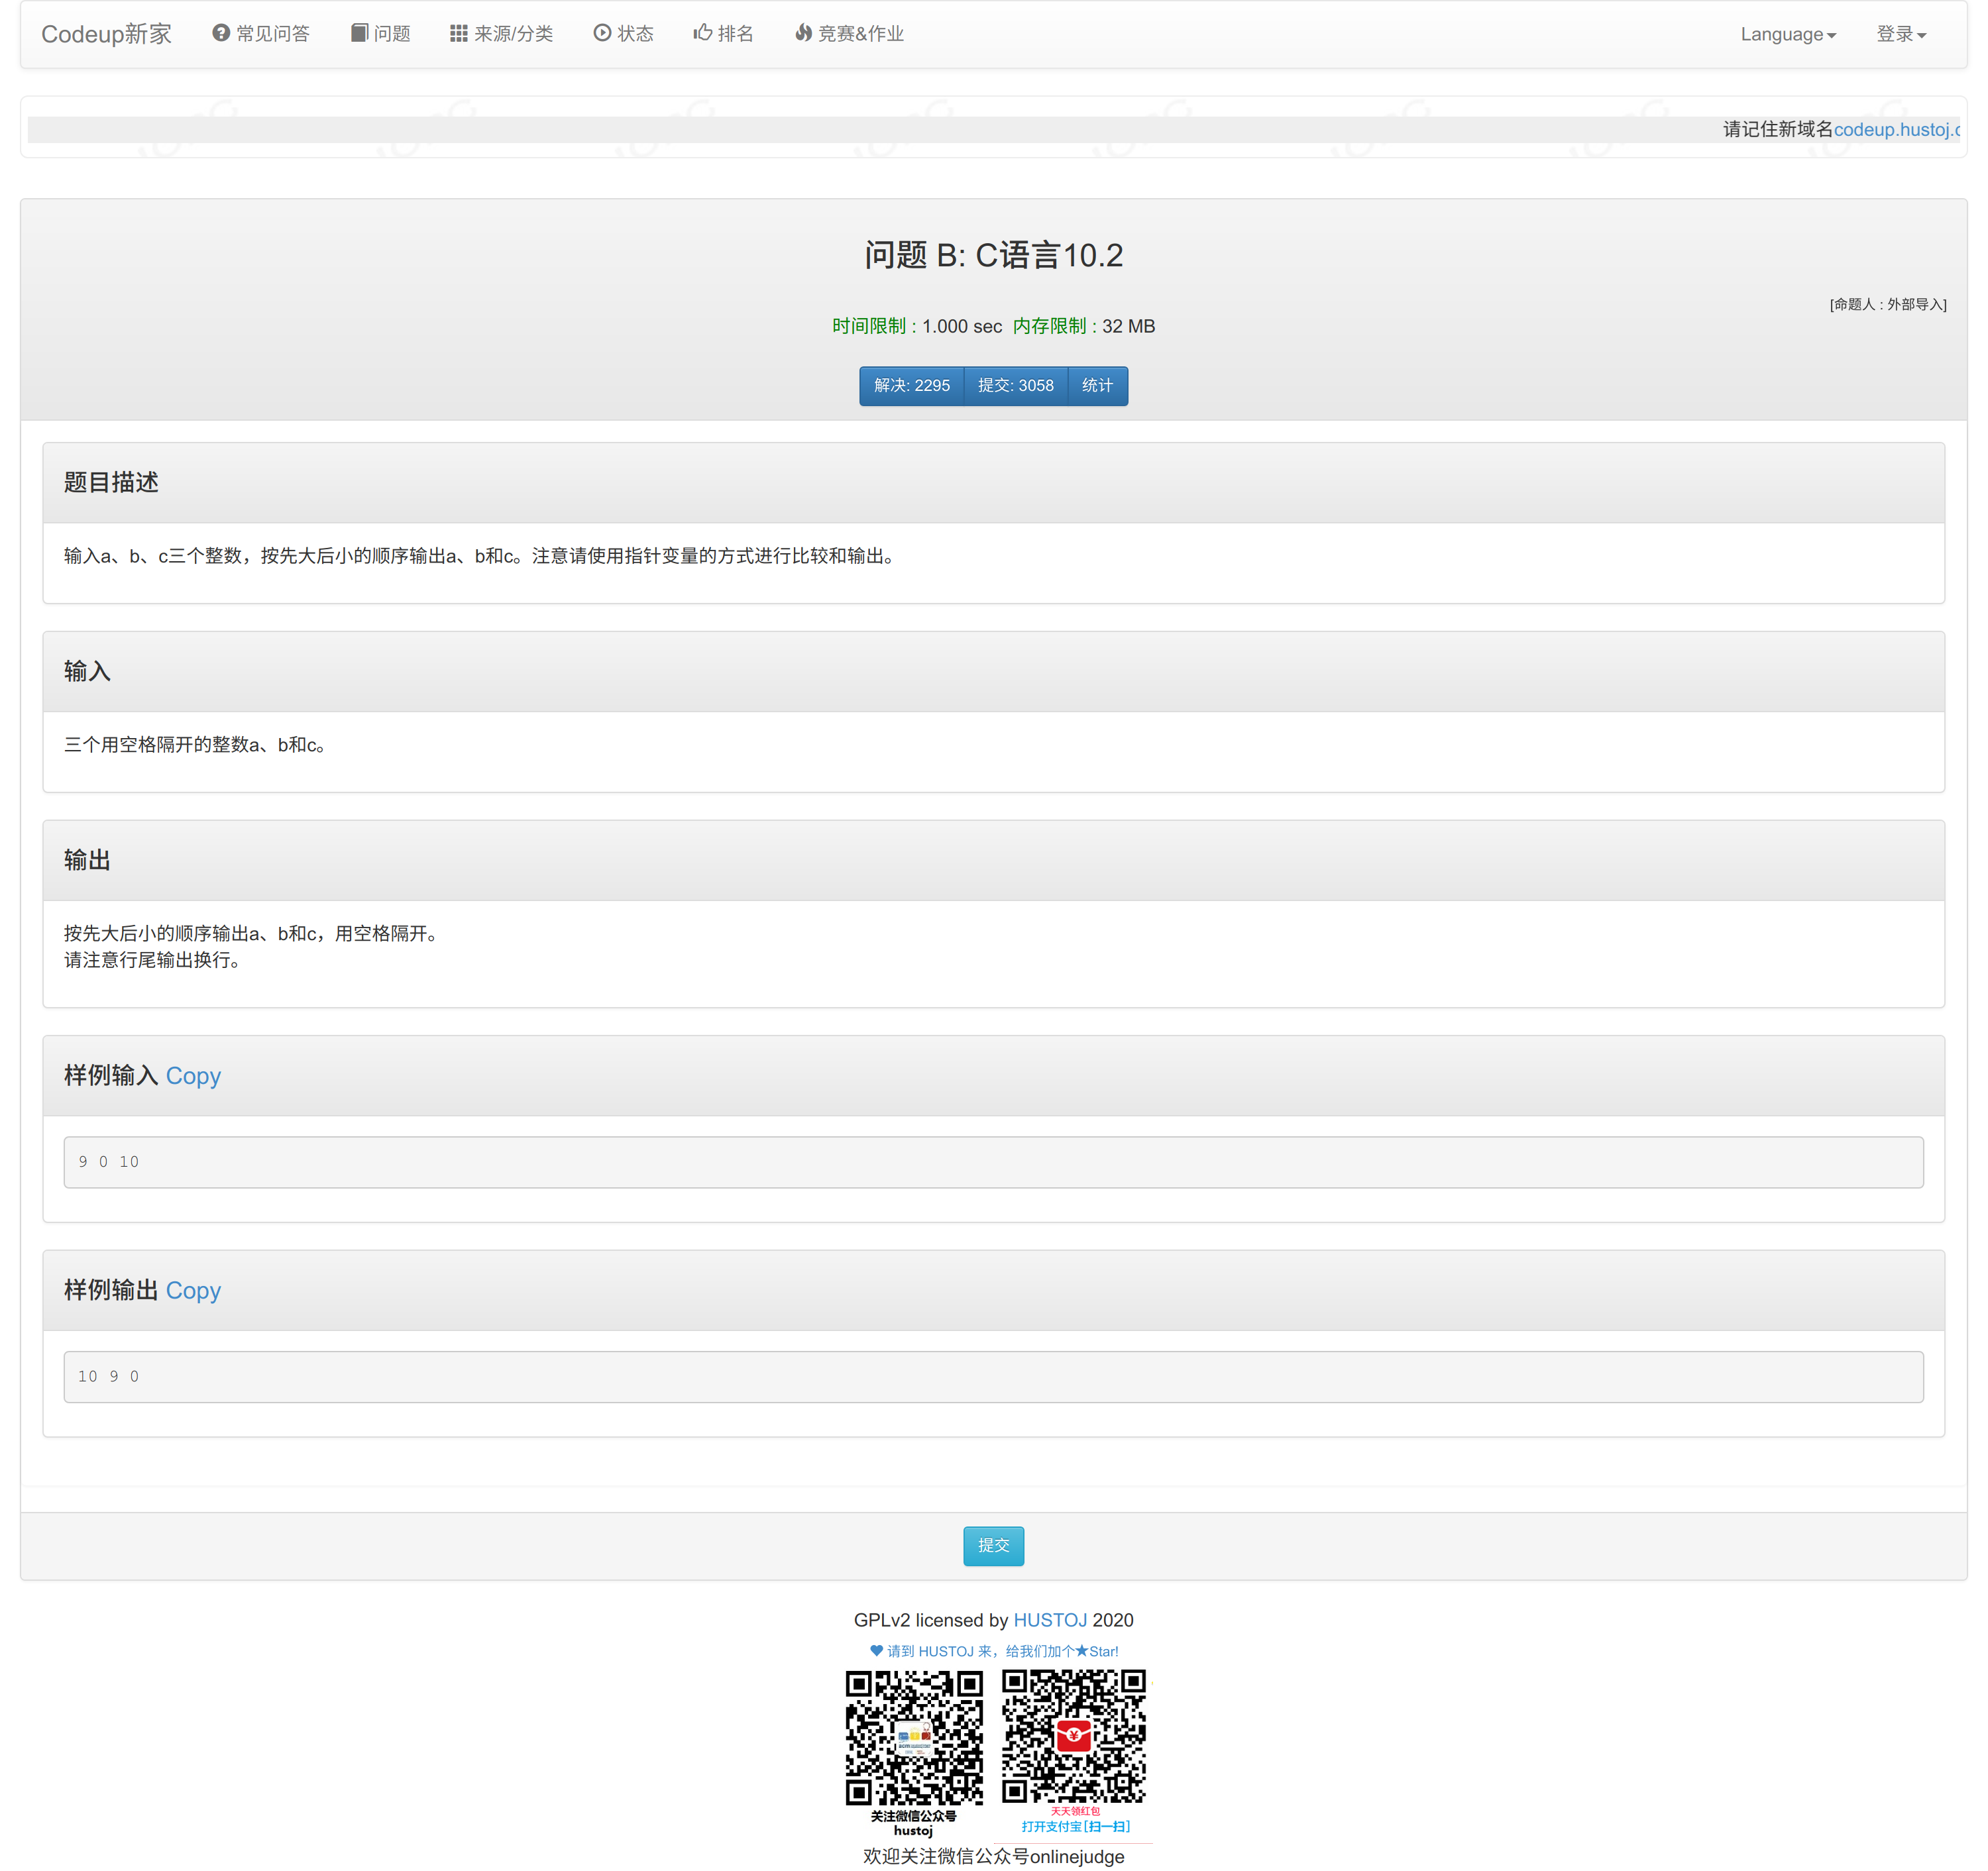 Codeup新家 常见问答 问题 来源/分类 状态 排名 竞赛&作业 Language 登录
请记住新域名codeup.hustoj.c
问题 B: C语言10.2
[命题人 : 外部导入]
时间限制 : 1.000 sec 内存限制 : 32 MB
解决: 2295 提交: 3058 统计
题目描述
输入a、b、c三个整数，按先大后小的顺序输出a、b和c。注意请使用指针变量的方式进行比较和输出。
输入
三个用空格隔开的整数a、b和c。
输出
按先大后小的顺序输出a、b和c，用空格隔开。
请注意行尾输出换行。
样例输入 Copy
9 0 10
样例输出 Copy
10 9 0
提交
GPLv2 licensed by HUSTOJ 2020
请到 HUSTOJ 来，给我们加个★Star!
关注微信公众号
hustoj
天天领红包
打开支付宝[扫一扫]
欢迎关注微信公众号onlinejudge